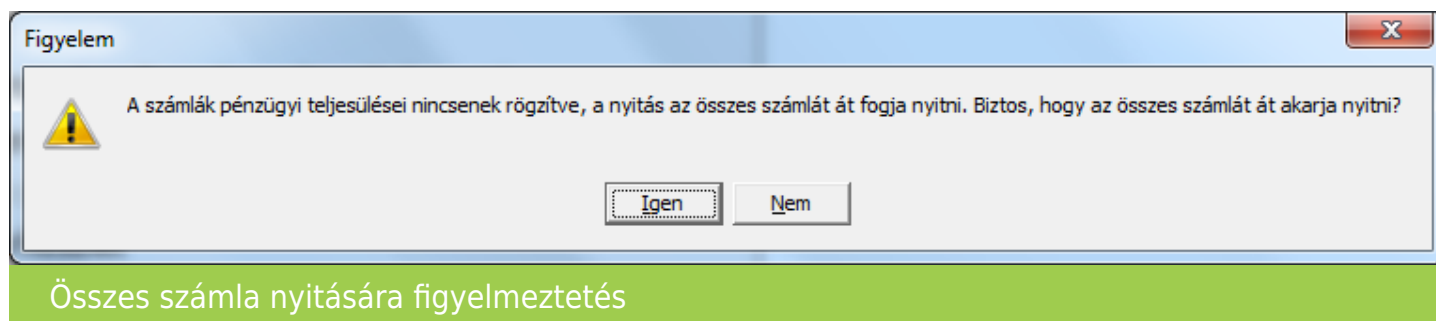 Figyelem
A számlák pénzügyi teljesülései nincsenek rögzítve, a nyitás az összes számlát át fogja nyitni. Biztos, hogy az összes számlát át akarja nyitni?
Igen
Nem
Összes számla nyitására figyelmeztetés